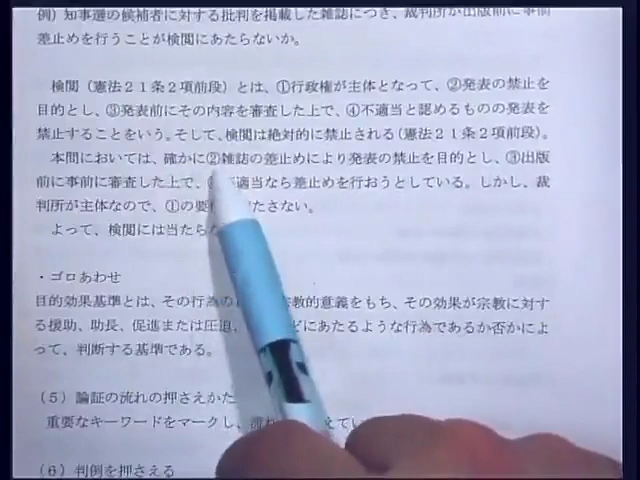 例）知事選の候補者に対する批判を掲載した雑誌につき、裁判所が出版前に事前
差止めを行うことが検閲にあたらないか。
検閲（憲法２１条２項前段）とは、①行政権が主体となって、②発表の禁止を
目的とし、③発表前にその内容を審査した上で、④不適当と認めるものの発表を
禁止することをいう。そして、検閲は絶対的に禁止される（憲法２１条２項前段）。
本問においては、確かに②雑誌の差止めにより発表の禁止を目的とし、③出版
前に事前に審査した上で、不適当なら差止めを行おうとしている。しかし、裁
判所が主体なので、①の要 たさない。
よって、検閲には当たらな
・ゴロあわせ
目的効果基準とは、その行為の 宗教的意義をもち、その効果が宗教に対す
る援助、助長、促進または圧迫、 どにあたるような行為であるか否かによ
って、判断する基準である。
（５）論証の流れの押さえかた
重要なキーワードをマークし、流れ えてい
（６）判例を押さえる